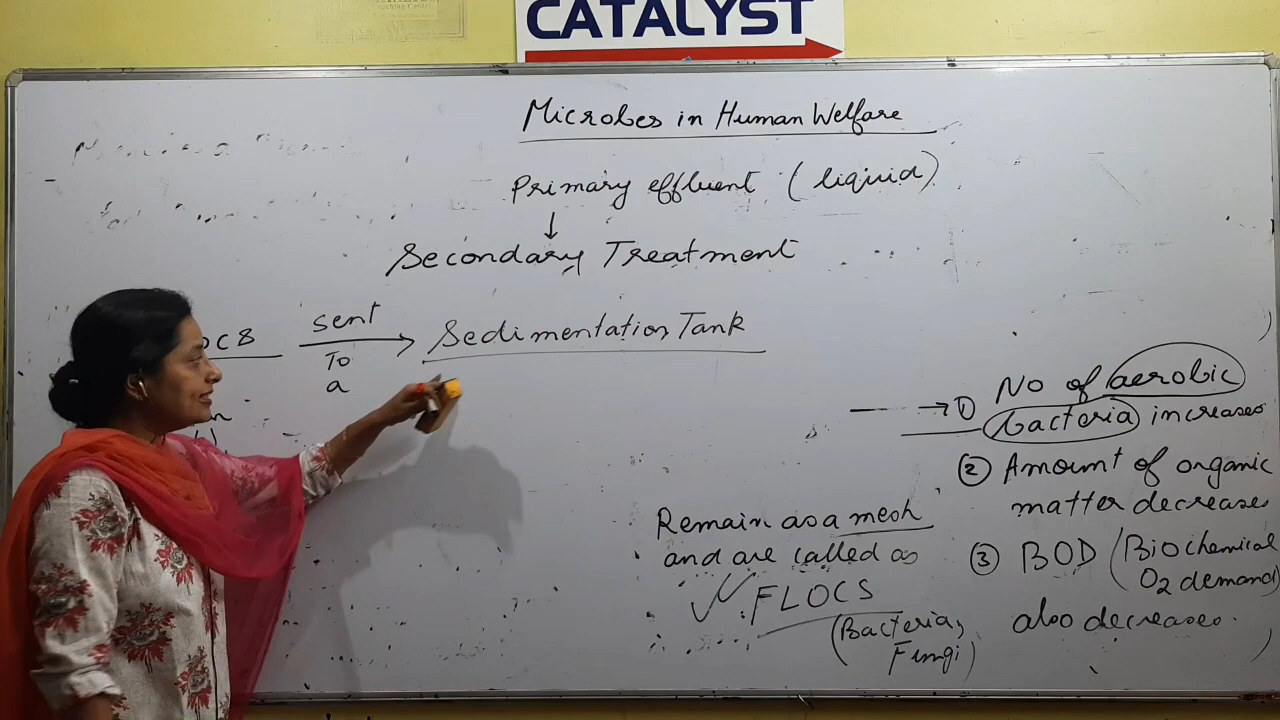 CATALYST
Microbes in Human Welfare
Primary effluent (liquid)
↓
Secondary Treatment
sent
To
a
Sedimentation Tank
→ ① No of aerobic
bacteria increases
② Amount of organic
matter decreases
③ BOD (Biochemical
O2 demand)
also decreases.
Remain as a mesh
and are called as
FLOCS
(Bacteria,
Fungi)